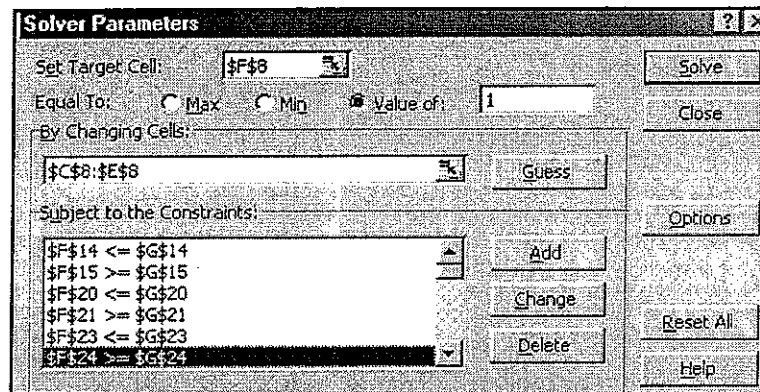 Solver Parameters ? X
Set Target Cell: $F$8 Solve
Equal To: Max Min Value of: 1 Close
By Changing Cells:
$C$8:$E$8 Guess
Subject to the Constraints: Options
$F$14 <= $G$14 Add
$F$15 >= $G$15
$F$20 <= $G$20 Change
$F$21 >= $G$21 Reset All
$F$23 <= $G$23 Delete
$F$24 >= $G$24 Help